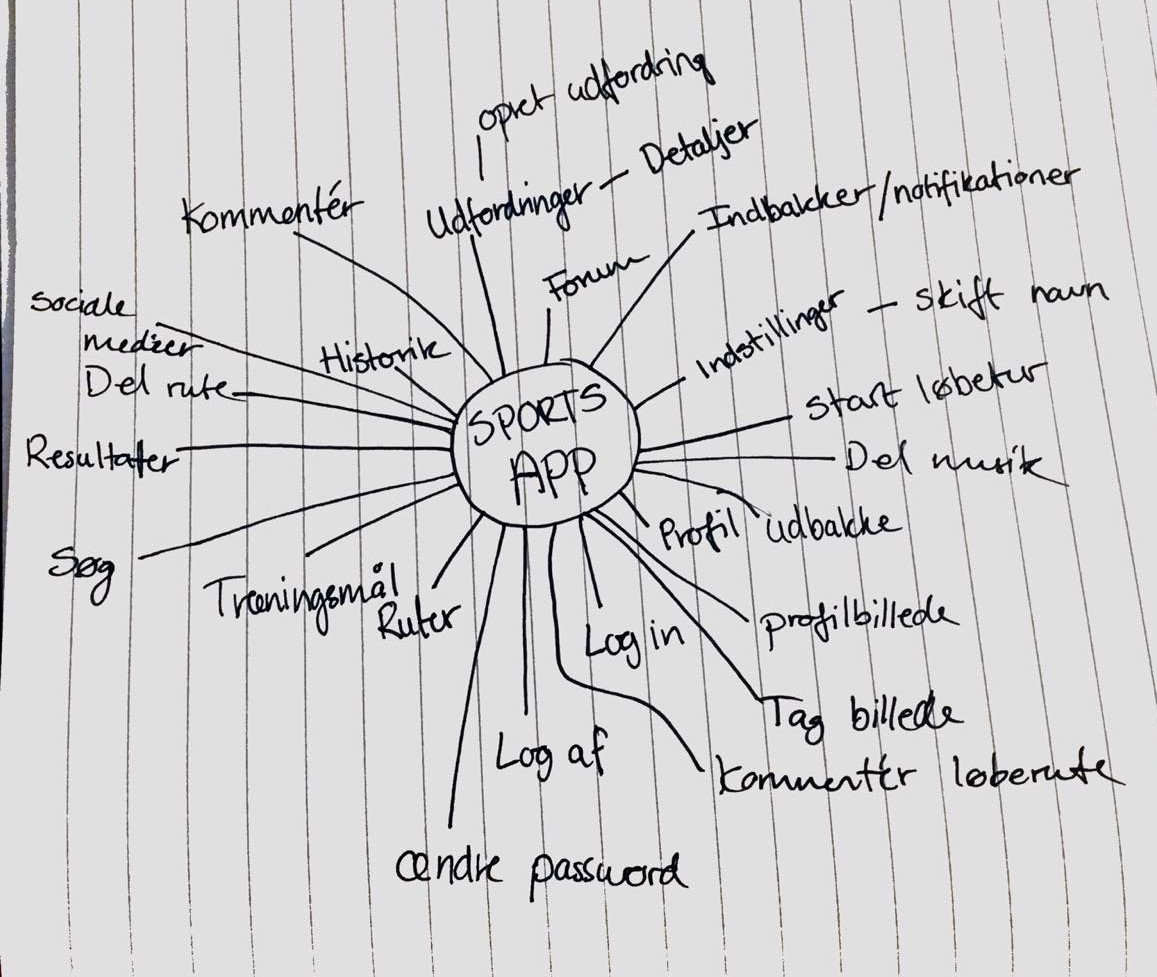 opret udfordring
Udfordringer - Detaljer
Kommentér
Indbakker/notifikationer
Forum
Sociale
medier
Historik
Indstillinger - skift navn
Del rute
SPORTS
APP
Start løbetur
Resultater
Del musik
Søg
Profil
udbakke
Træningsmål
Ruter
Log in
profilbillede
Tag billede
Log af
kommentér løberute
ændre password